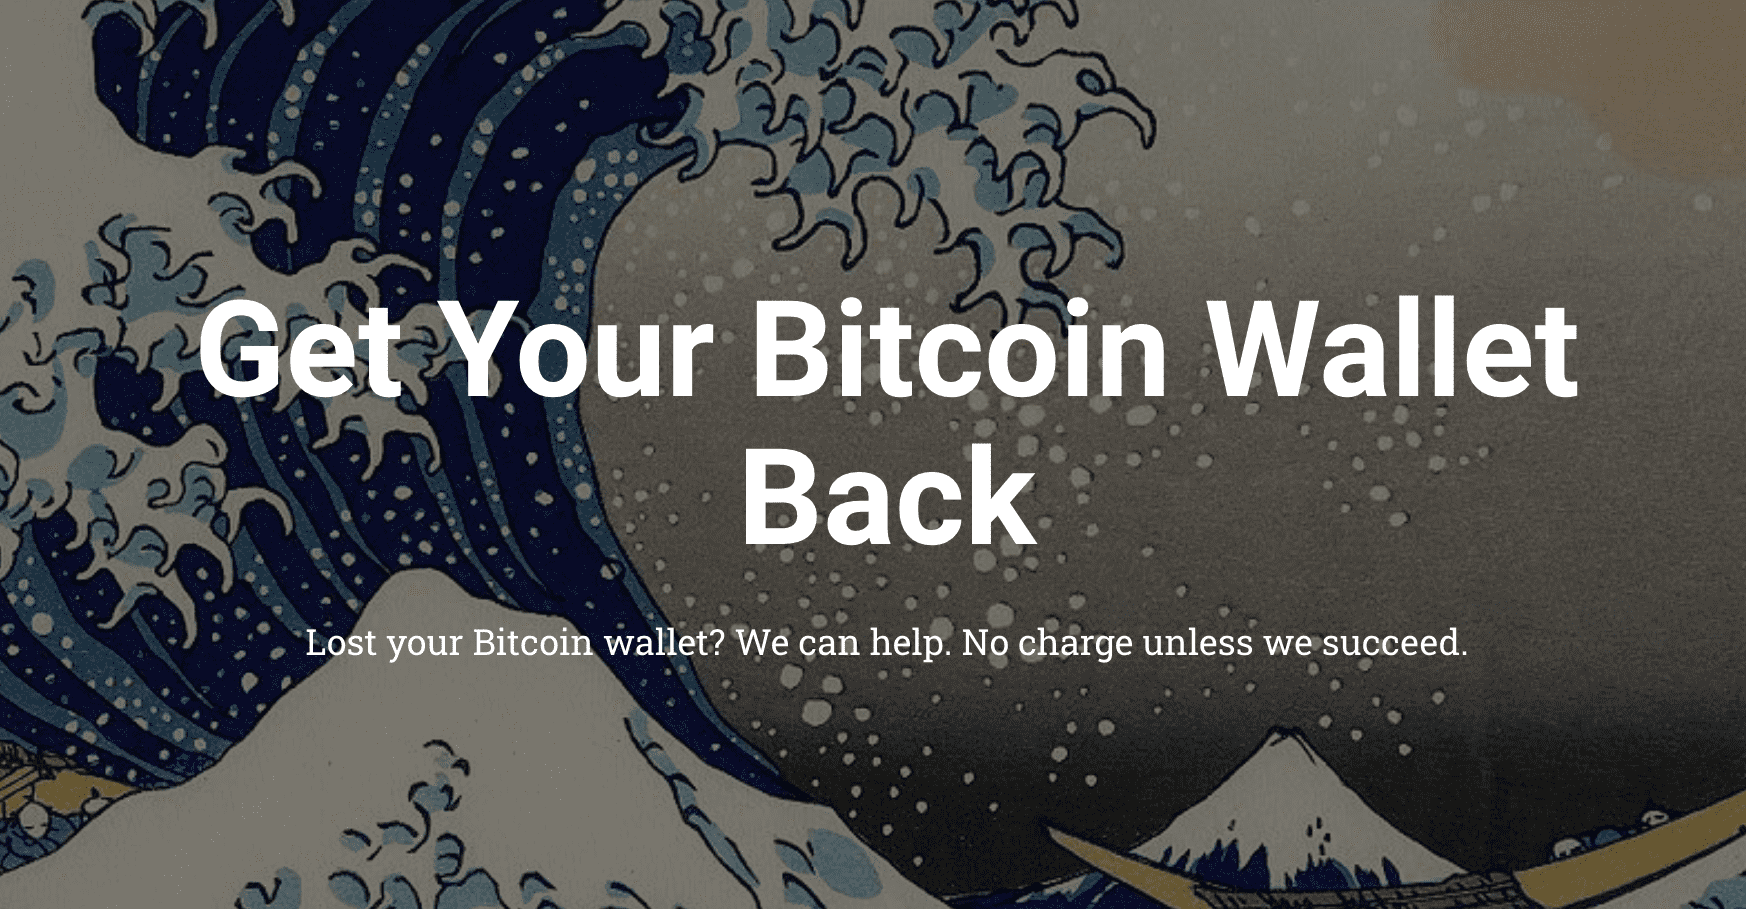 Get Your Bitcoin Wallet
Back
Lost your Bitcoin wallet? We can help. No charge unless we succeed.